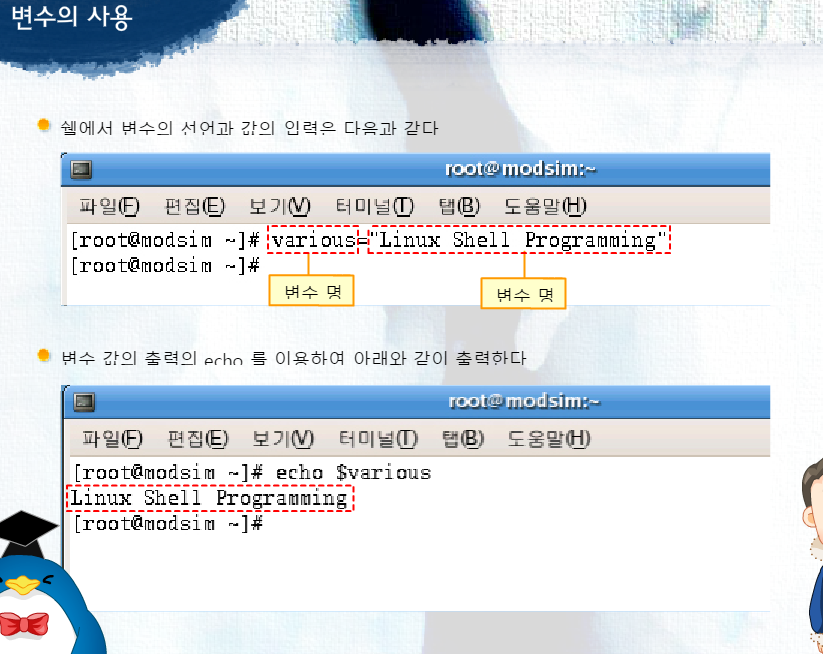 변수의 사용
쉘에서 변수의 선언과 값의 입력은 다음과 같다
root@modsim:~
파일(F) 편집(E) 보기(V) 터미널(T) 탭(B) 도움말(H)
[root@modsim ~]# various="Linux Shell Programming"
[root@modsim ~]#
변수 명 변수 명
변수 값의 출력의 echo 를 이용하여 아래와 같이 출력한다
root@modsim:~
파일(F) 편집(E) 보기(V) 터미널(T) 탭(B) 도움말(H)
[root@modsim ~]# echo $various
Linux Shell Programming
[root@modsim ~]#